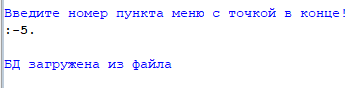 Введите номер пункта меню с точкой в конце!
:-5.
БД загружена из файла